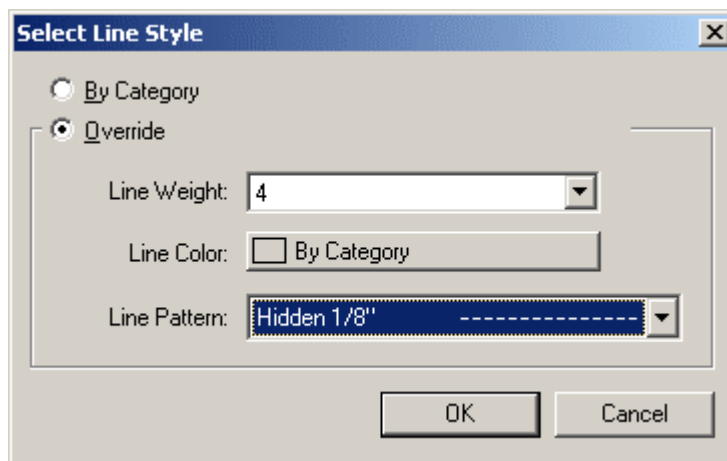 Select Line Style
By Category
Override
Line Weight: 4
Line Color: By Category
Line Pattern: Hidden 1/8"
OK Cancel